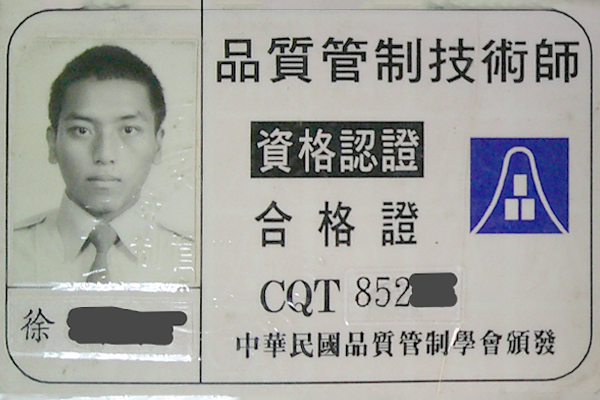 品質管制技術師
資格認證
合格證
CQT 852
中華民國品質管制學會頒發
徐